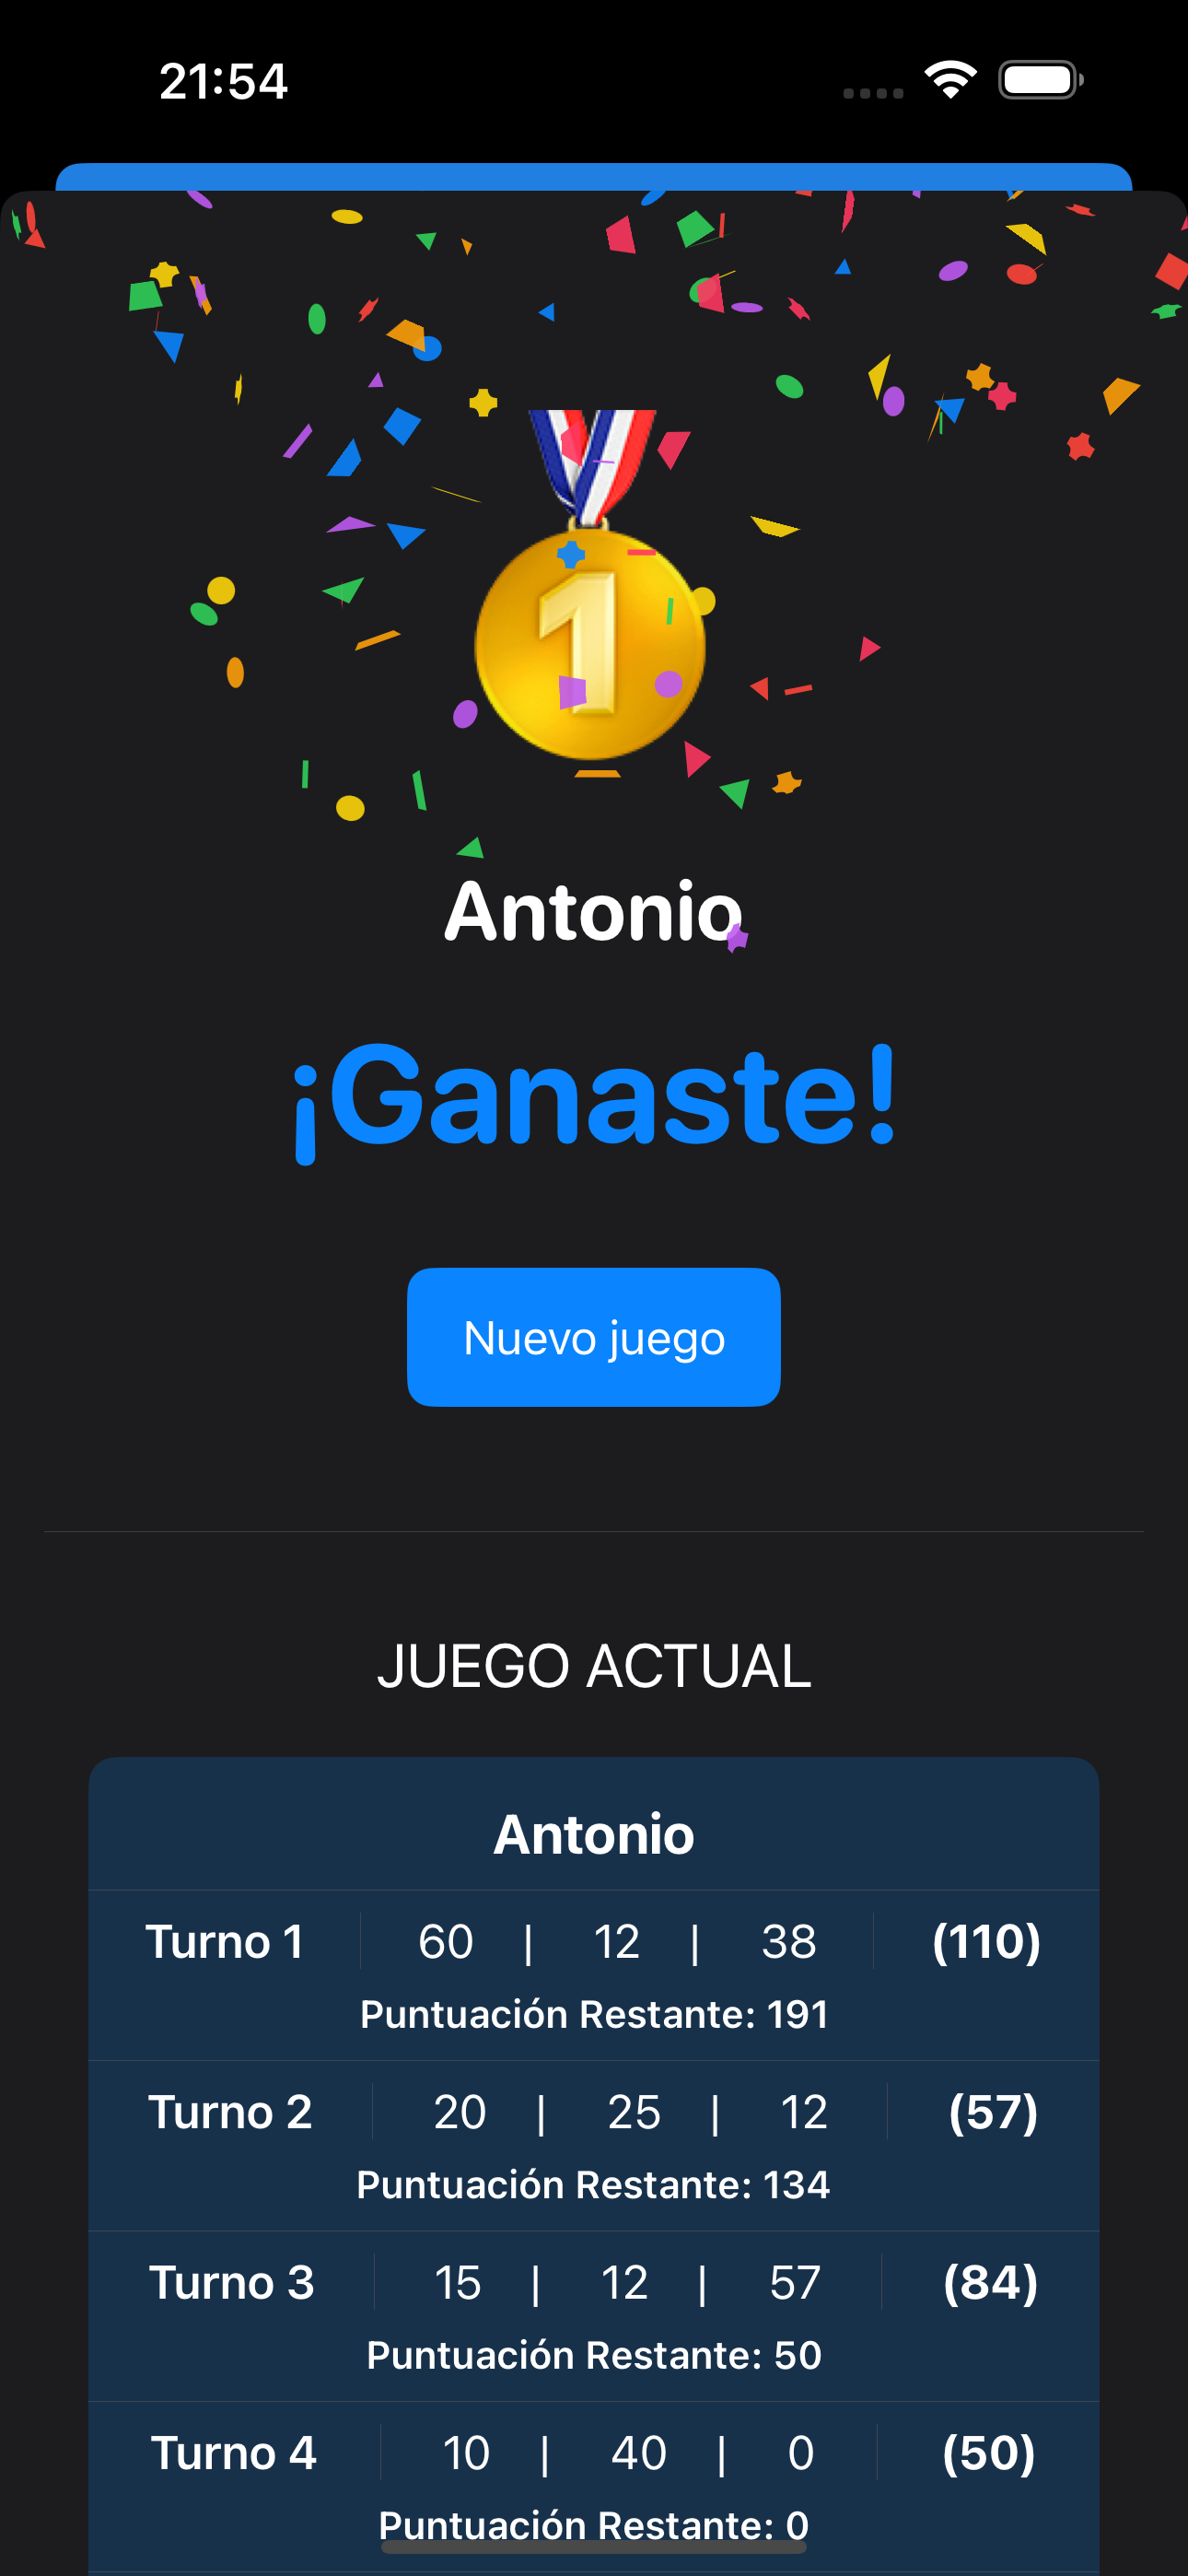 21:54
1
Antonio
¡Ganaste!
Nuevo juego
JUEGO ACTUAL
Antonio
Turno 1 60 | 12 | 38 (110)
Puntuación Restante: 191
Turno 2 20 | 25 | 12 (57)
Puntuación Restante: 134
Turno 3 15 | 12 | 57 (84)
Puntuación Restante: 50
Turno 4 10 | 40 | 0 (50)
Puntuación Restante: 0